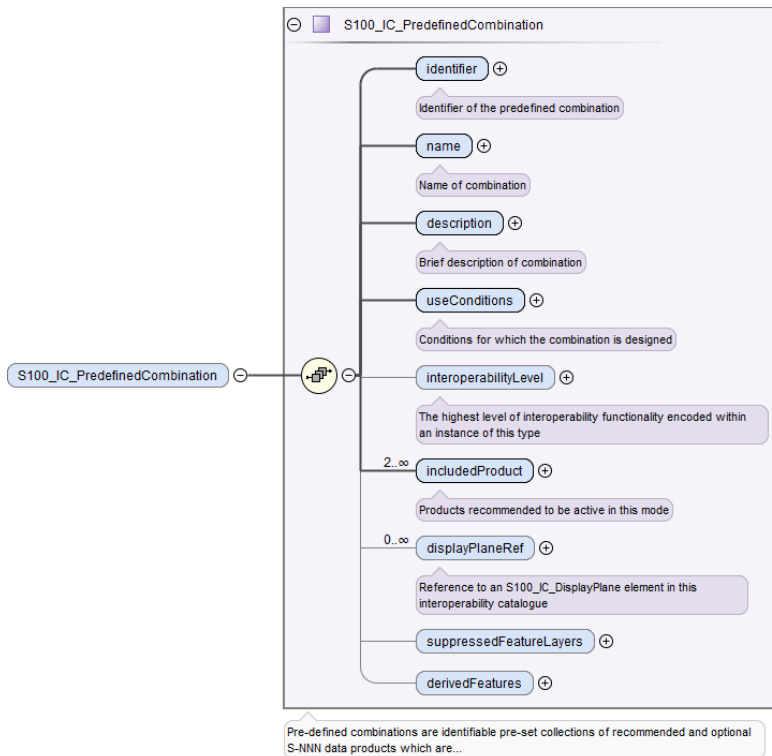 S100_IC_PredefinedCombination
identifier
Identifier of the predefined combination
name
Name of combination
description
Brief description of combination
useConditions
Conditions for which the combination is designed
S100_IC_PredefinedCombination
interoperabilityLevel
The highest level of interoperability functionality encoded within
an instance of this type
2..∞
includedProduct
Products recommended to be active in this mode
0..∞
displayPlaneRef
Reference to an S100_IC_DisplayPlane element in this
interoperability catalogue
suppressedFeatureLayers
derivedFeatures
Pre-defined combinations are identifiable pre-set collections of recommended and optional
S-NNN data products which are...